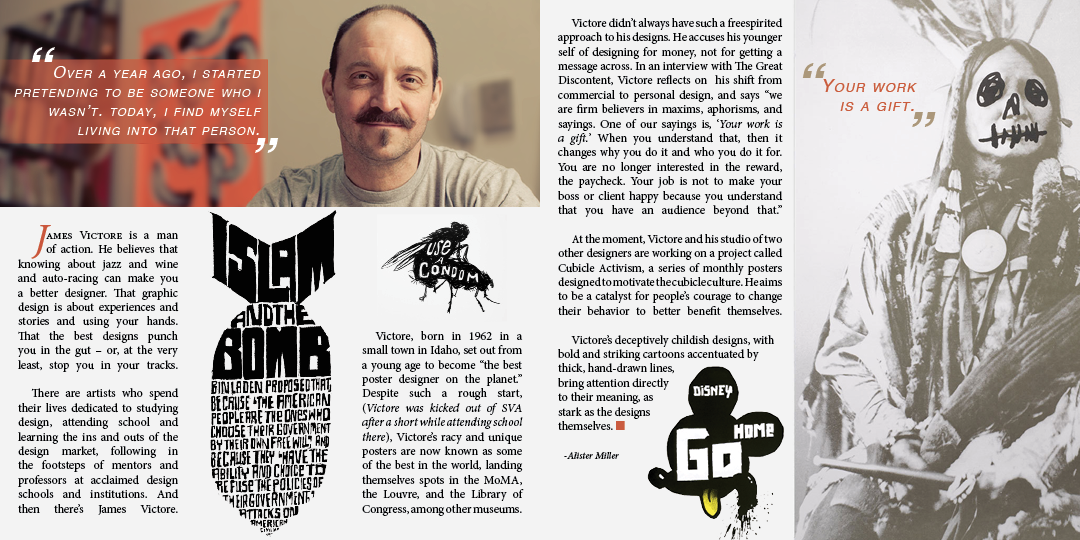 “
OVER A YEAR AGO, I STARTED
PRETENDING TO BE SOMEONE WHO I
WASN'T. TODAY, I FIND MYSELF
LIVING INTO THAT PERSON.
”
JAMES VICTORE is a man
of action. He believes that
knowing about jazz and wine
and auto-racing can make you
a better designer. That graphic
design is about experiences and
stories and using your hands.
That the best designs punch
you in the gut – or, at the very
least, stop you in your tracks.
There are artists who spend
their lives dedicated to studying
design, attending school and
learning the ins and outs of the
design market, following in
the footsteps of mentors and
professors at acclaimed design
schools and institutions. And
then there's James Victore.
ISLAM
AND THE
BOMB
BIN LADEN PROPOSED THAT,
BECAUSE "THE AMERICAN
PEOPLE ARE THE ONES WHO
CHOOSE THEIR GOVERNMENT
BY THEIR OWN FREE WILL, AND
BECAUSE THEY "HAVE THE
ABILITY AND CHOICE TO
REFUSE THE POLICIES OF
THEIR GOVERNMENT,"
ATTACKS ON
AMERICAN
USE
A
CONDOM
Victore, born in 1962 in a
small town in Idaho, set out from
a young age to become “the best
poster designer on the planet.”
Despite such a rough start,
(Victore was kicked out of SVA
after a short while attending school
there), Victore's racy and unique
posters are now known as some
of the best in the world, landing
themselves spots in the MoMA,
the Louvre, and the Library of
Congress, among other museums.
Victore didn't always have such a freespirited
approach to his designs. He accuses his younger
self of designing for money, not for getting a
message across. In an interview with The Great
Discontent, Victore reflects on his shift from
commercial to personal design, and says “we
are firm believers in maxims, aphorisms, and
sayings. One of our sayings is, ‘Your work is
a gift.’ When you understand that, then it
changes why you do it and who you do it for.
You are no longer interested in the reward,
the paycheck. Your job is not to make your
boss or client happy because you understand
that you have an audience beyond that.”
At the moment, Victore and his studio of two
other designers are working on a project called
Cubicle Activism, a series of monthly posters
designed to motivate the cubicle culture. He aims
to be a catalyst for people's courage to change
their behavior to better benefit themselves.
Victore's deceptively childish designs, with
bold and striking cartoons accentuated by
thick, hand-drawn lines,
bring attention directly
to their meaning, as
stark as the designs
themselves.
-Alister Miller
DISNEY
GO
HOME
“
YOUR WORK
IS A GIFT.
”